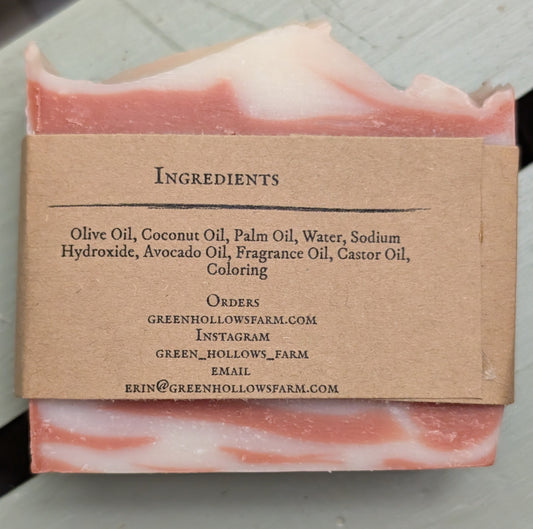 Ingredients
Olive Oil, Coconut Oil, Palm Oil, Water, Sodium
Hydroxide, Avocado Oil, Fragrance Oil, Castor Oil,
Coloring
Orders
greenhollowsfarm.com
Instagram
green_hollows_farm
email
erin@greenhollowsfarm.com